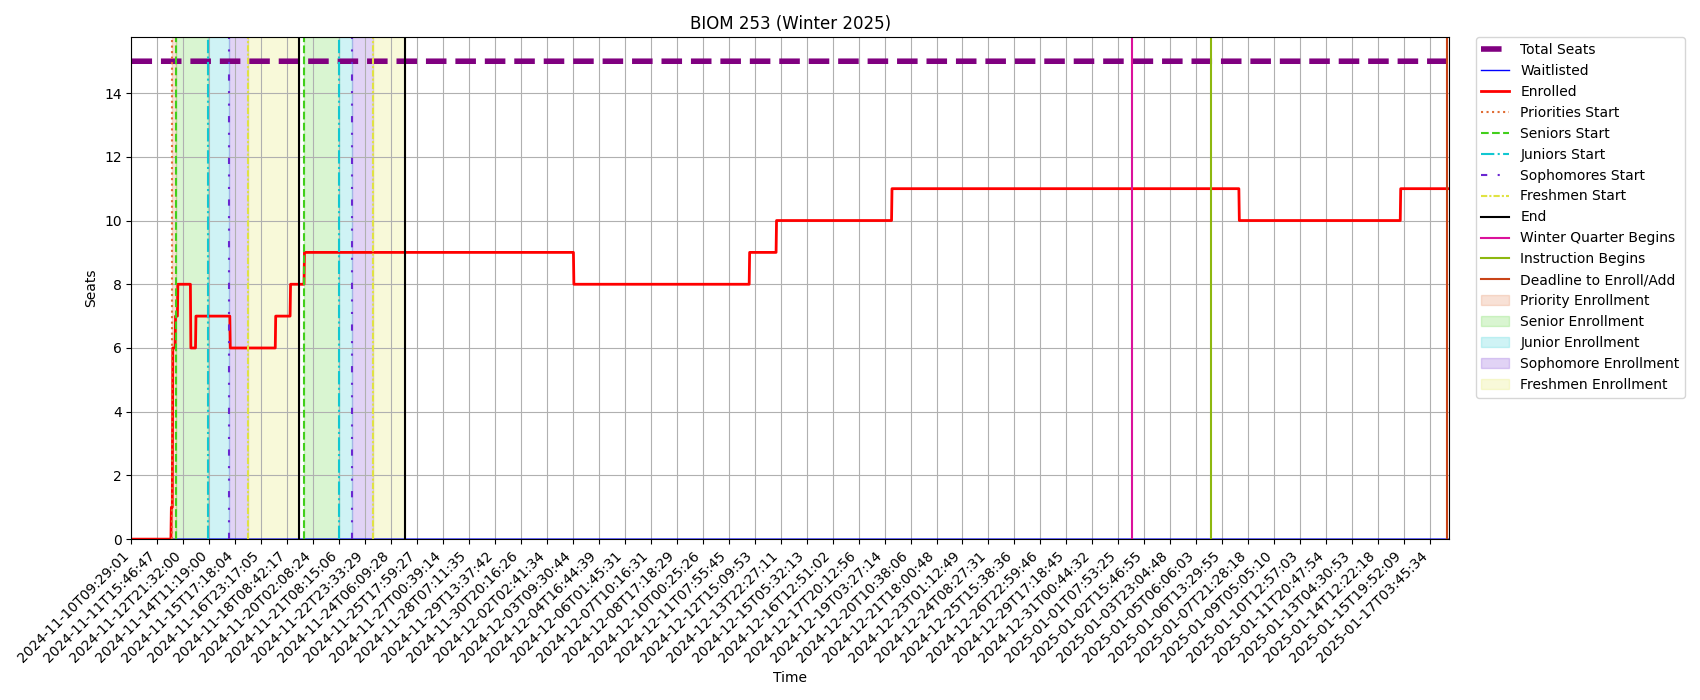 BIOM 253 (Winter 2025)
Seats
14
12
10
8
6
4
2
0
2024-11-10T09:29:01
2024-11-11T15:46:47
2024-11-12T21:32:00
2024-11-14T11:19:00
2024-11-15T17:18:04
2024-11-16T23:17:05
2024-11-18T08:42:17
2024-11-20T02:08:24
2024-11-21T08:15:06
2024-11-22T23:33:29
2024-11-24T06:09:28
2024-11-25T17:59:27
2024-11-27T00:39:14
2024-11-28T07:11:35
2024-11-29T13:37:42
2024-11-30T20:16:26
2024-12-02T02:41:34
2024-12-03T09:30:44
2024-12-04T16:44:39
2024-12-06T01:45:31
2024-12-07T10:16:31
2024-12-08T17:18:29
2024-12-10T00:25:26
2024-12-11T07:55:45
2024-12-12T15:09:53
2024-12-13T22:27:11
2024-12-15T05:32:13
2024-12-16T12:51:02
2024-12-17T20:12:56
2024-12-19T03:27:14
2024-12-20T10:38:06
2024-12-21T18:00:48
2024-12-23T01:12:49
2024-12-24T08:27:31
2024-12-25T15:38:36
2024-12-26T22:59:46
2024-12-29T17:18:45
2024-12-31T00:44:32
2025-01-01T07:53:25
2025-01-02T15:46:55
2025-01-03T23:04:48
2025-01-05T06:06:03
2025-01-06T13:29:55
2025-01-07T21:28:18
2025-01-09T05:05:10
2025-01-10T12:57:03
2025-01-11T20:47:54
2025-01-13T04:30:53
2025-01-14T12:22:18
2025-01-15T19:52:09
2025-01-17T03:45:34
Time
Total Seats
Waitlisted
Enrolled
Priorities Start
Seniors Start
Juniors Start
Sophomores Start
Freshmen Start
End
Winter Quarter Begins
Instruction Begins
Deadline to Enroll/Add
Priority Enrollment
Senior Enrollment
Junior Enrollment
Sophomore Enrollment
Freshmen Enrollment